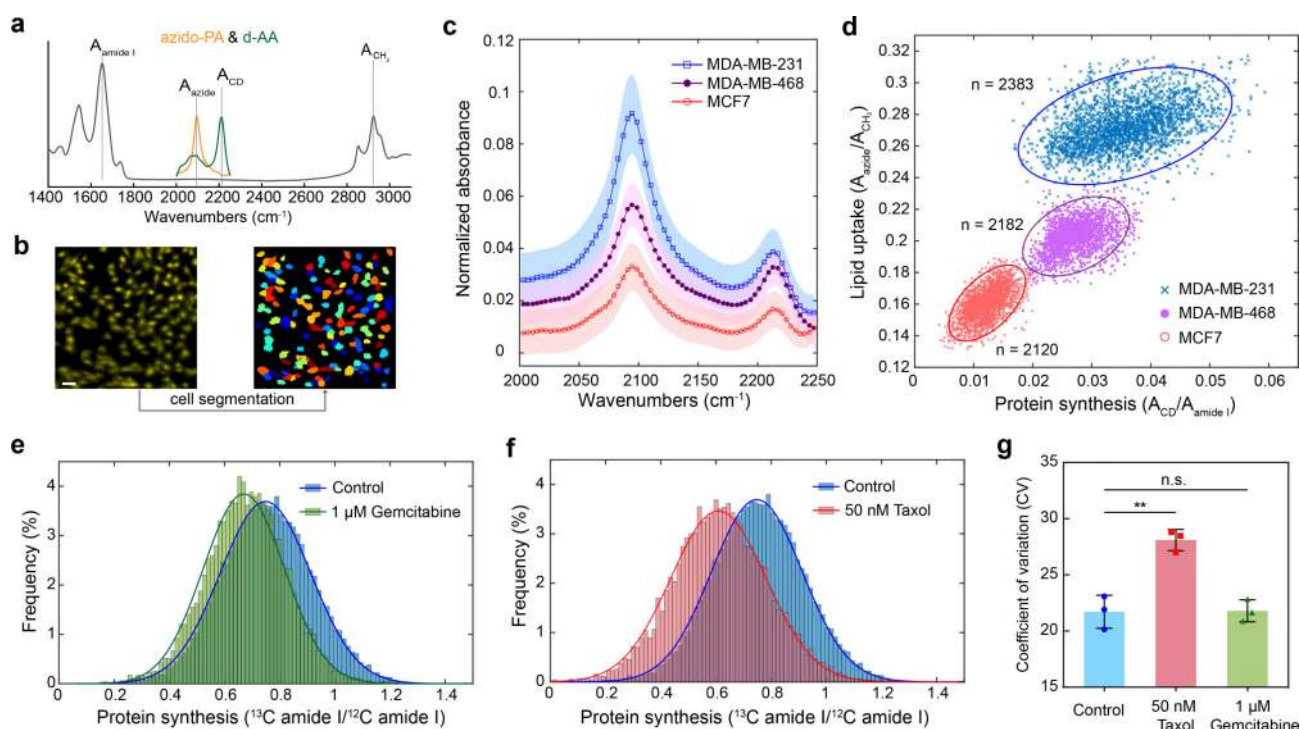 a
azido-PA & d-AA
A_amide I
A_azide
A_CD
A_CH₂
1400 1600 1800 2000 2200 2400 2600 2800 3000
Wavenumbers (cm⁻¹)
b
cell segmentation
c
Normalized absorbance
0.12
0.1
0.08
0.06
0.04
0.02
0
MDA-MB-231
MDA-MB-468
MCF7
2000 2050 2100 2150 2200 2250
Wavenumbers (cm⁻¹)
d
Lipid uptake (A_azide/A_CH₂)
0.32
0.3
0.28
0.26
0.24
0.22
0.2
0.18
0.16
0.14
0.12
n = 2383
n = 2182
n = 2120
MDA-MB-231
MDA-MB-468
MCF7
0 0.01 0.02 0.03 0.04 0.05 0.06
Protein synthesis (A_CD/A_amide I)
e
Frequency (%)
4
3
2
1
0
Control
1 µM Gemcitabine
0 0.2 0.4 0.6 0.8 1 1.2 1.4
Protein synthesis (¹³C amide I/¹²C amide I)
f
Frequency (%)
4
3
2
1
0
Control
50 nM Taxol
0 0.2 0.4 0.6 0.8 1 1.2 1.4
Protein synthesis (¹³C amide I/¹²C amide I)
g
Coefficient of variation (CV)
35
30
25
20
15
n.s.
**
Control
50 nM
Taxol
1 µM
Gemcitabine